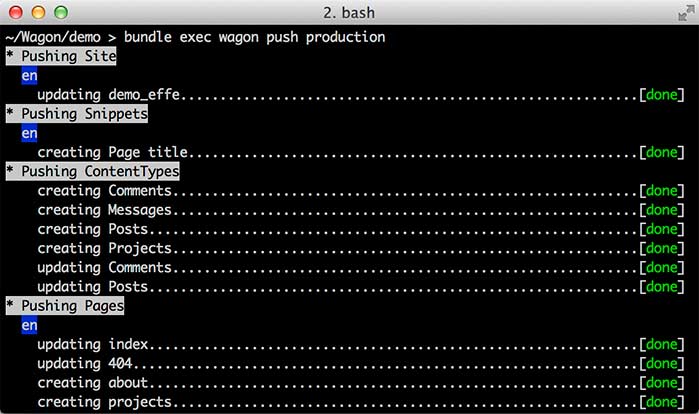 2. bash
~/Wagon/demo > bundle exec wagon push production
* Pushing Site
en
updating demo_effe..........................................................[done]
* Pushing Snippets
en
creating Page title.........................................................[done]
* Pushing ContentTypes
creating Comments...........................................................[done]
creating Messages...........................................................[done]
creating Posts..............................................................[done]
creating Projects...........................................................[done]
updating Comments...........................................................[done]
updating Posts..............................................................[done]
* Pushing Pages
en
updating index..............................................................[done]
updating 404................................................................[done]
creating about..............................................................[done]
creating projects...........................................................[done]